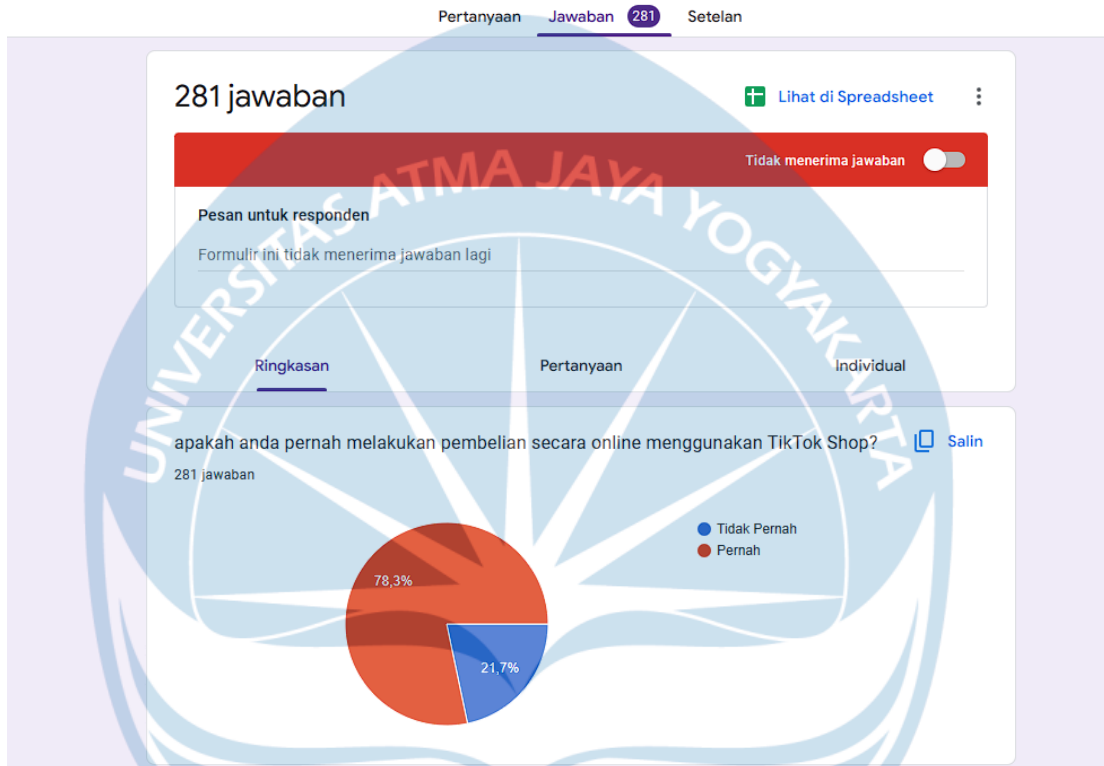 Pertanyaan Jawaban 281 Setelan
281 jawaban
Lihat di Spreadsheet
Tidak menerima jawaban
Pesan untuk responden
Formulir ini tidak menerima jawaban lagi
Ringkasan Pertanyaan Individual
apakah anda pernah melakukan pembelian secara online menggunakan TikTok Shop?
Salin
281 jawaban
Tidak Pernah
Pernah
78,3%
21,7%
UNIVERSITAS ATMA JAYA YOGYAKARTA